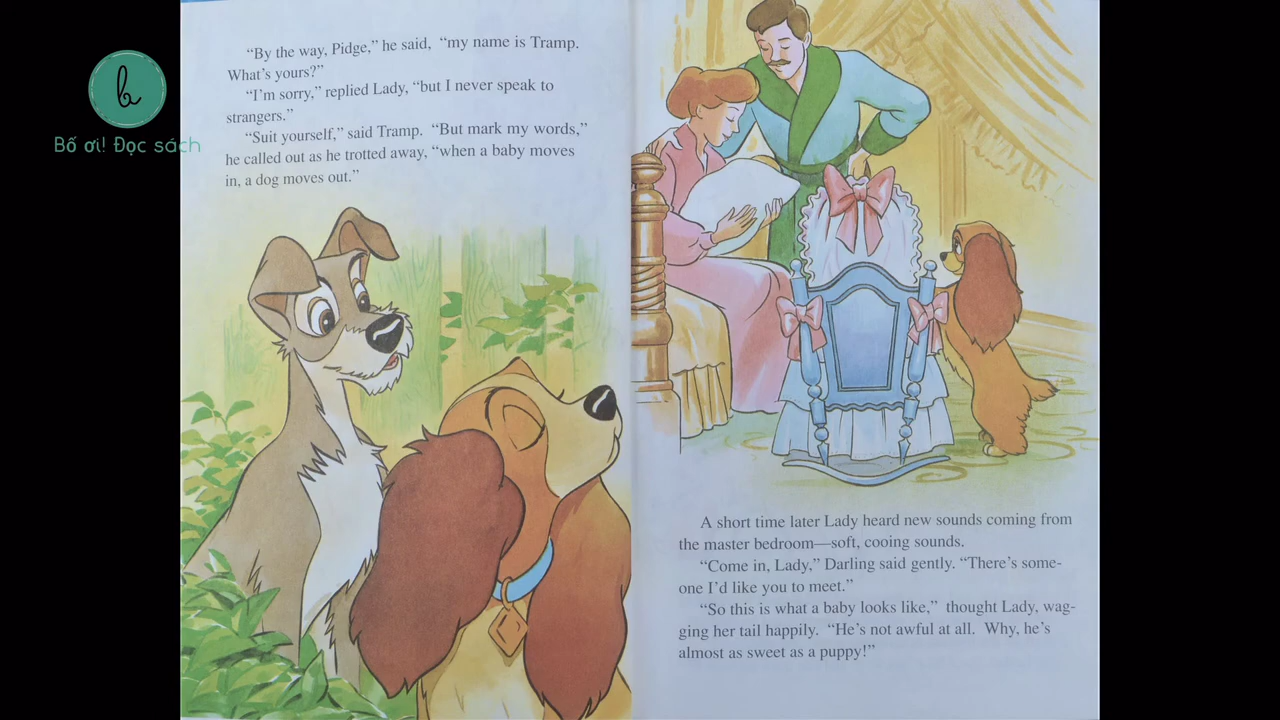 b
Bố ơi! Đọc sách
“By the way, Pidge,” he said, “my name is Tramp.
What’s yours?”
“I’m sorry,” replied Lady, “but I never speak to
strangers.”
“Suit yourself,” said Tramp. “But mark my words,”
he called out as he trotted away, “when a baby moves
in, a dog moves out.”
A short time later Lady heard new sounds coming from
the master bedroom—soft, cooing sounds.
“Come in, Lady,” Darling said gently. “There’s some-
one I’d like you to meet.”
“So this is what a baby looks like,” thought Lady, wag-
ging her tail happily. “He’s not awful at all. Why, he’s
almost as sweet as a puppy!”